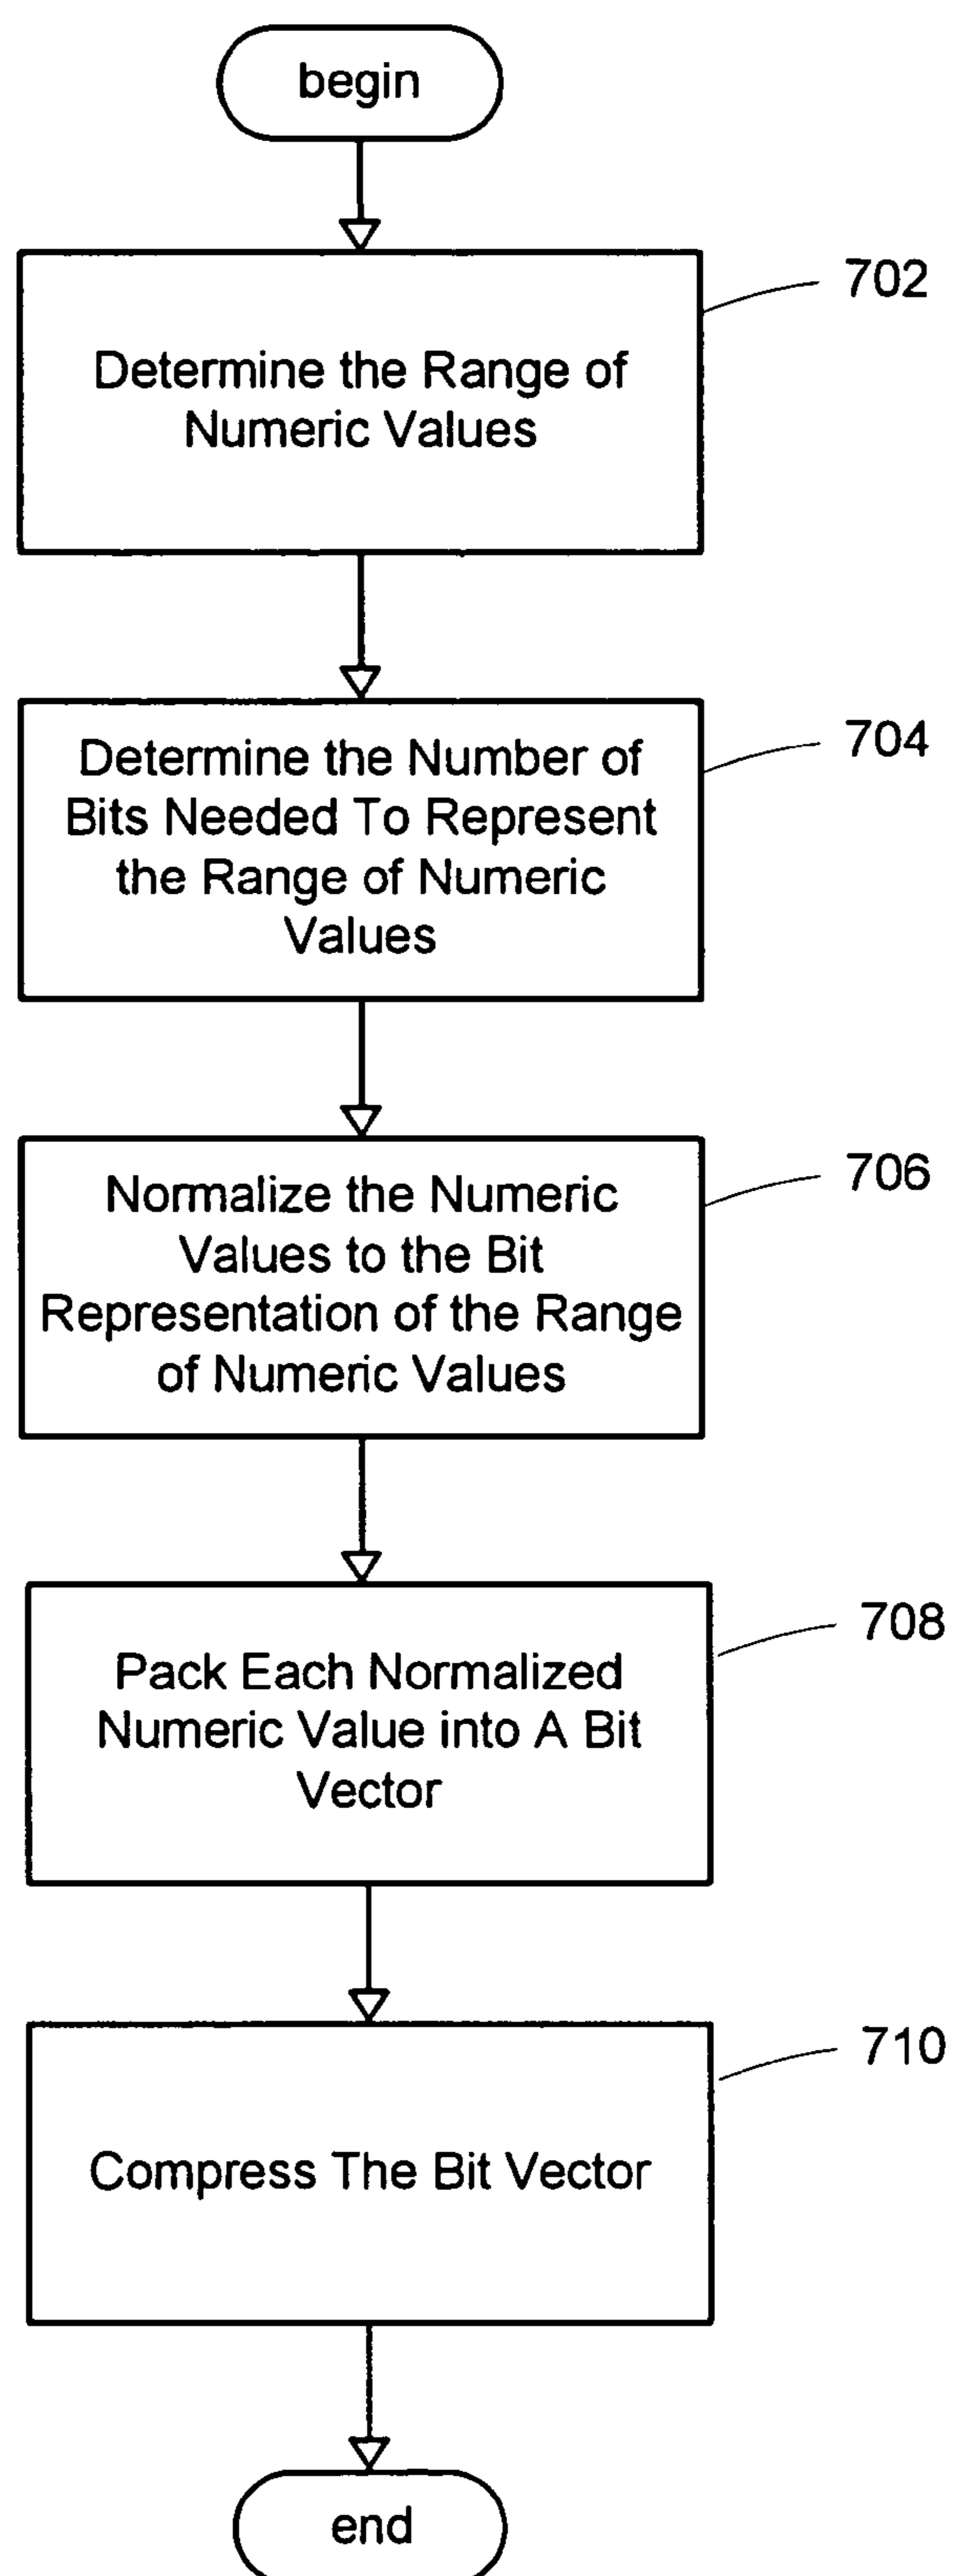 begin
702
Determine the Range of
Numeric Values
704
Determine the Number of
Bits Needed To Represent
the Range of Numeric
Values
706
Normalize the Numeric
Values to the Bit
Representation of the Range
of Numeric Values
708
Pack Each Normalized
Numeric Value into A Bit
Vector
710
Compress The Bit Vector
end